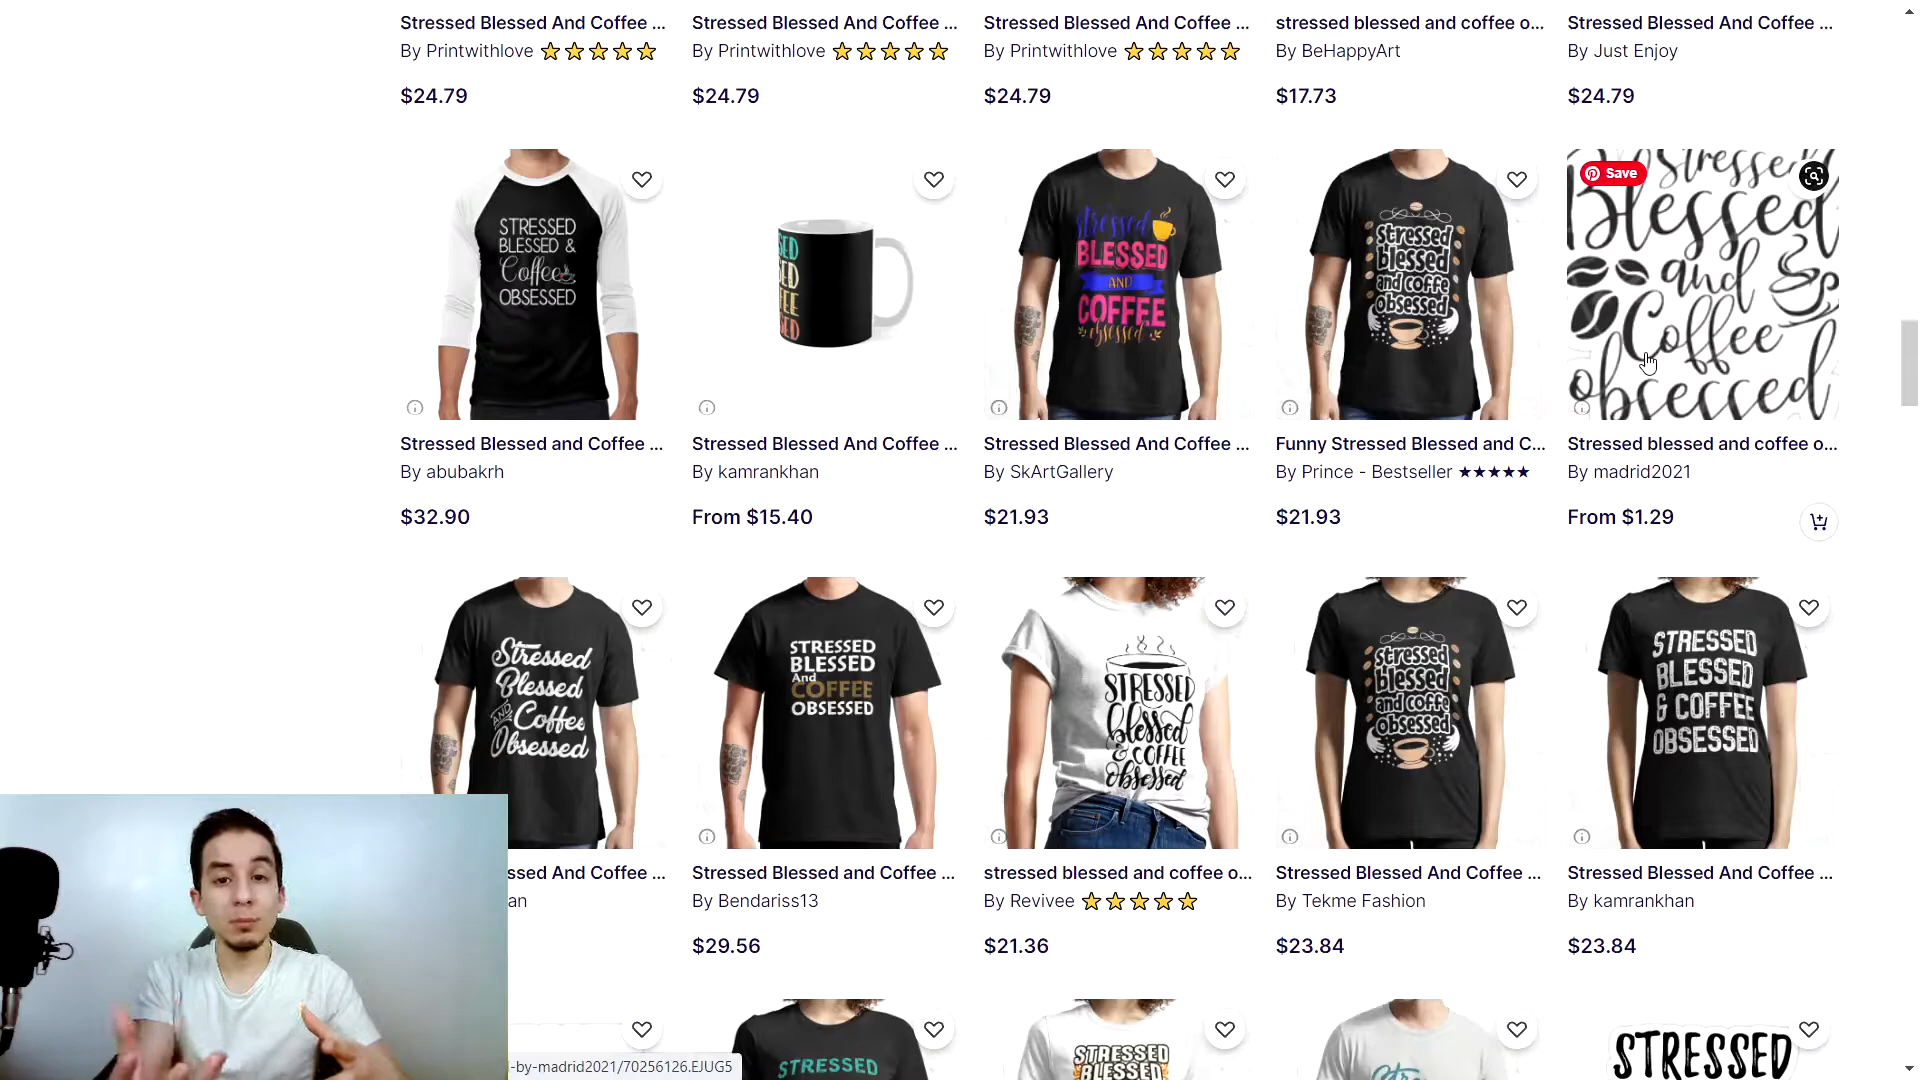 Stressed Blessed And Coffee ...
By Printwithlove ⭐⭐⭐⭐⭐
$24.79
Stressed Blessed And Coffee ...
By Printwithlove ⭐⭐⭐⭐⭐
$24.79
Stressed Blessed And Coffee ...
By Printwithlove ⭐⭐⭐⭐⭐
$24.79
stressed blessed and coffee o...
By BeHappyArt
$17.73
Stressed Blessed And Coffee ...
By Just Enjoy
$24.79
STRESSED
BLESSED &
Coffee
OBSESSED
Stressed Blessed and Coffee ...
By abubakrh
$32.90
Stressed Blessed And Coffee ...
By kamrankhan
From $15.40
stressed
BLESSED
AND
COFFEE
obsessed
Stressed Blessed And Coffee ...
By SkArtGallery
$21.93
stressed
blessed
and coffe
obsessed
Funny Stressed Blessed and C...
By Prince - Bestseller ★★★★★
$21.93
Save
Stressed
Blessed
and
Coffee
obsessed
Stressed blessed and coffee o...
By madrid2021
From $1.29
Stressed
Blessed
AND Coffee
Obsessed
ssed And Coffee ...
an
STRESSED
BLESSED
And
COFFEE
OBSESSED
Stressed Blessed and Coffee ...
By Bendariss13
$29.56
STRESSED
blessed
& COFFEE
obsessed
stressed blessed and coffee o...
By Revivee ⭐⭐⭐⭐⭐
$21.36
stressed
blessed
and coffe
obsessed
Stressed Blessed And Coffee ...
By Tekme Fashion
$23.84
STRESSED
BLESSED
& COFFEE
OBSESSED
Stressed Blessed And Coffee ...
By kamrankhan
$23.84
STRESSED
STRESSED
BLESSED
STRESSED
-by-madrid2021/70256126.EJUG5